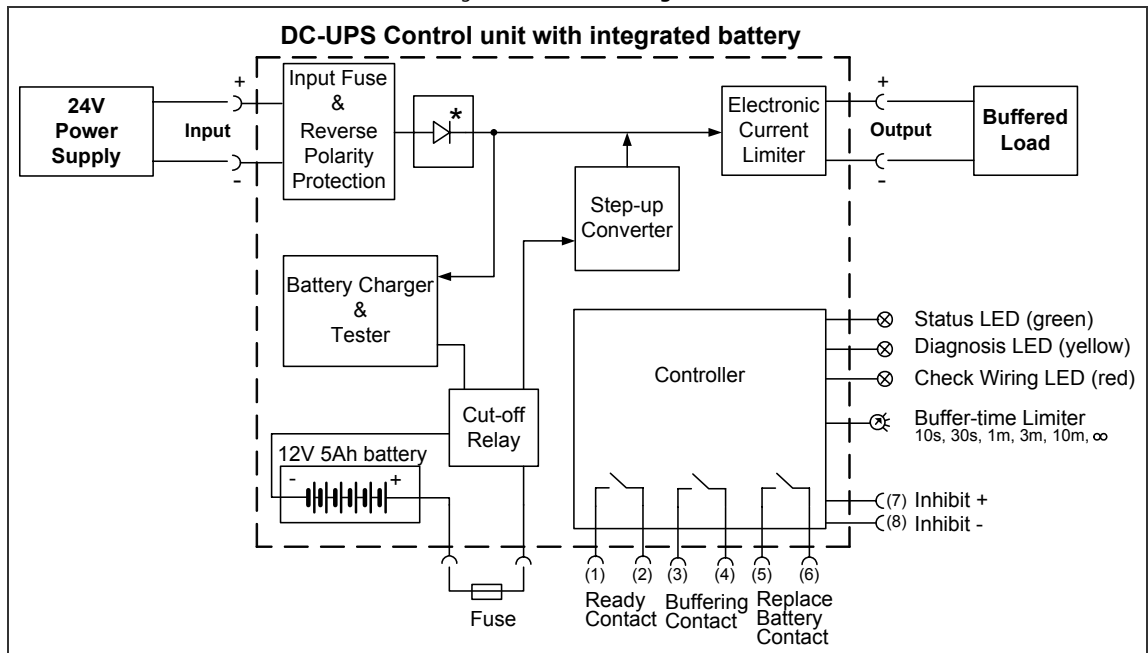 DC-UPS Control unit with integrated battery
24V
Power
Supply
+
Input
-
Input Fuse
&
Reverse
Polarity
Protection
*
Electronic
Current
Limiter
+
Output
-
Buffered
Load
Step-up
Converter
Battery Charger
&
Tester
Cut-off
Relay
12V 5Ah battery
- +
Fuse
Controller
Status LED (green)
Diagnosis LED (yellow)
Check Wiring LED (red)
Buffer-time Limiter
10s, 30s, 1m, 3m, 10m, ∞
(7) Inhibit +
(8) Inhibit -
(1) (2) (3) (4) (5) (6)
Ready
Contact
Buffering
Contact
Replace
Battery
Contact